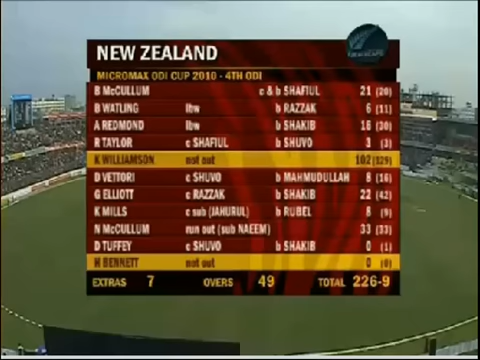 NEW ZEALAND
MICROMAX ODI CUP 2010 - 4TH ODI
B McCULLUM c & b SHAFIUL 21 (20)
B WATLING lbw b RAZZAK 6 (11)
A REDMOND lbw b SHAKIB 16 (30)
R TAYLOR c SHAFIUL b SHUVO 3 (3)
K WILLIAMSON not out 102 (129)
D VETTORI c SHUVO b MAHMUDULLAH 8 (16)
G ELLIOTT c RAZZAK b SHAKIB 22 (42)
K MILLS c sub (JAHURUL) b RUBEL 8 (9)
N McCULLUM run out (sub NAEEM) 33 (33)
D TUFFEY c SHUVO b SHAKIB 0 (1)
H BENNETT not out 0 (0)
EXTRAS 7 OVERS 49 TOTAL 226-9